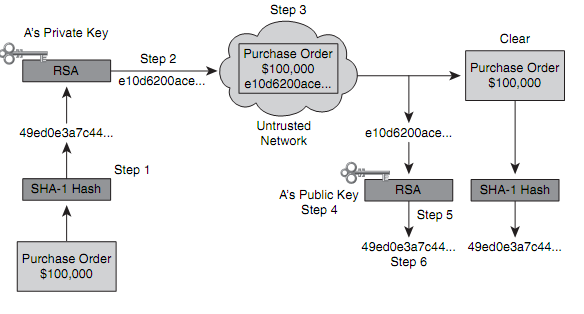 Step 3
A's Private Key
Clear
Step 2
RSA
e10d6200ace...
Purchase Order
$100,000
e10d6200ace...
Purchase Order
$100,000
Untrusted
Network
49ed0e3a7c44...
e10d6200ace...
Step 1
SHA-1 Hash
A's Public Key
Step 4
RSA
SHA-1 Hash
Step 5
Purchase Order
$100,000
49ed0e3a7c44...
49ed0e3a7c44...
Step 6